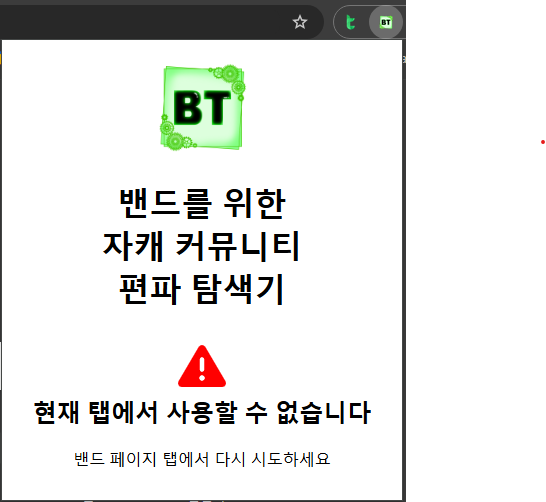 BT
BT
밴드를 위한
자캐 커뮤니티
편파 탐색기
현재 탭에서 사용할 수 없습니다
밴드 페이지 탭에서 다시 시도하세요